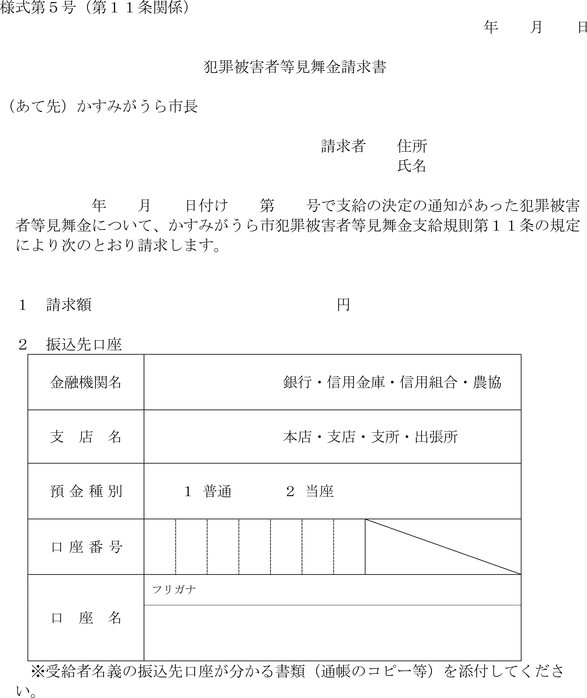 様式第５号（第１１条関係）
年　　月　　日
犯罪被害者等見舞金請求書
（あて先）かすみがうら市長
請求者　　住所
氏名
年　　月　　日付け　　第　　号で支給の決定の通知があった犯罪被害
者等見舞金について、かすみがうら市犯罪被害者等見舞金支給規則第１１条の規定
により次のとおり請求します。
１　請求額　　　　　　　　　　　　　　　　円
２　振込先口座
金融機関名　　　　　　　　　　銀行・信用金庫・信用組合・農協
支　店　名　　　　　　　　　　本店・支店・支所・出張所
預金種別　　　１　普通　　　２　当座
口座番号
フリガナ
口　座　名
※受給者名義の振込先口座が分かる書類（通帳のコピー等）を添付してくださ
い。